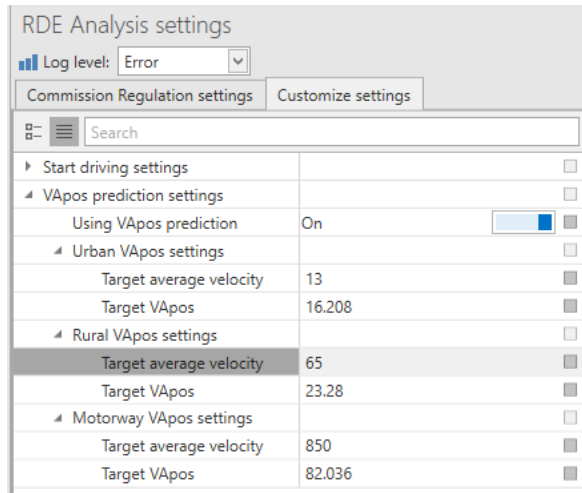 RDE Analysis settings
Log level: Error
Commission Regulation settings Customize settings
Search
Start driving settings
VApos prediction settings
Using VApos prediction On
Urban VApos settings
Target average velocity 13
Target VApos 16.208
Rural VApos settings
Target average velocity 65
Target VApos 23.28
Motorway VApos settings
Target average velocity 850
Target VApos 82.036